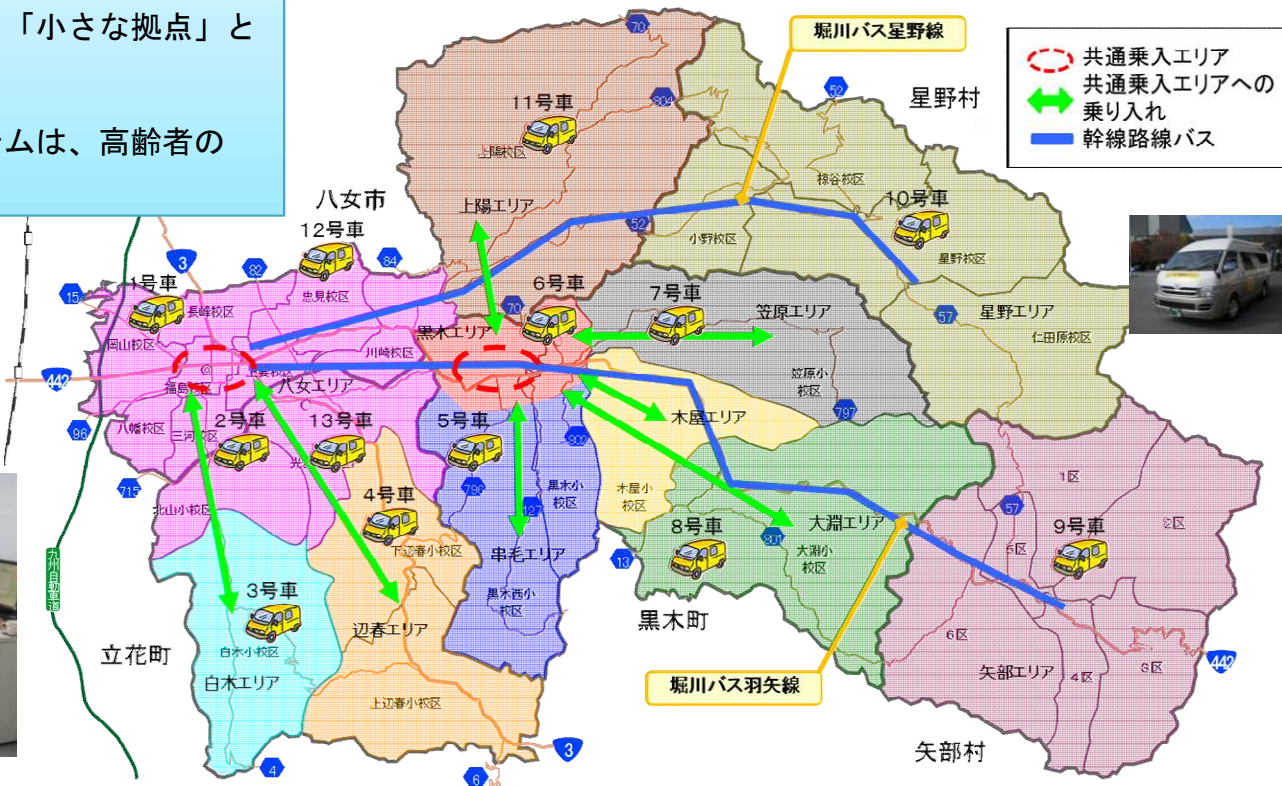 「小さな拠点」と
ムは、高齢者の
堀川バス星野線
共通乗入エリア
共通乗入エリアへの
乗り入れ
幹線路線バス
星野村
八女市
11号車
上陽校区
上陽エリア
70
804
52
52
椋谷校区
10号車
小野校区
星野校区
星野エリア
仁田原校区
57
12号車
3
82
84
15
1号車
長峰校区
忠見校区
岡山校区
川崎校区
442
福島校区
八女エリア
八幡校区
三河校区
96
2号車
13号車
715
北山小校区
6号車
70
黒木エリア
7号車
笠原エリア
笠原小
校区
797
木屋エリア
木屋小
校区
5号車
802
790
黒木小
校区
127
串毛エリア
黒木西小
校区
4号車
下辺春小校区
辺春エリア
上辺春小校区
3号車
白木小校区
白木エリア
立花町
九州自動車道
4
6
3
13
8号車
801
大淵エリア
大淵小
校区
黒木町
堀川バス羽矢線
1区
2区
57
5区
9号車
6区
矢部エリア
4区
3区
442
矢部村